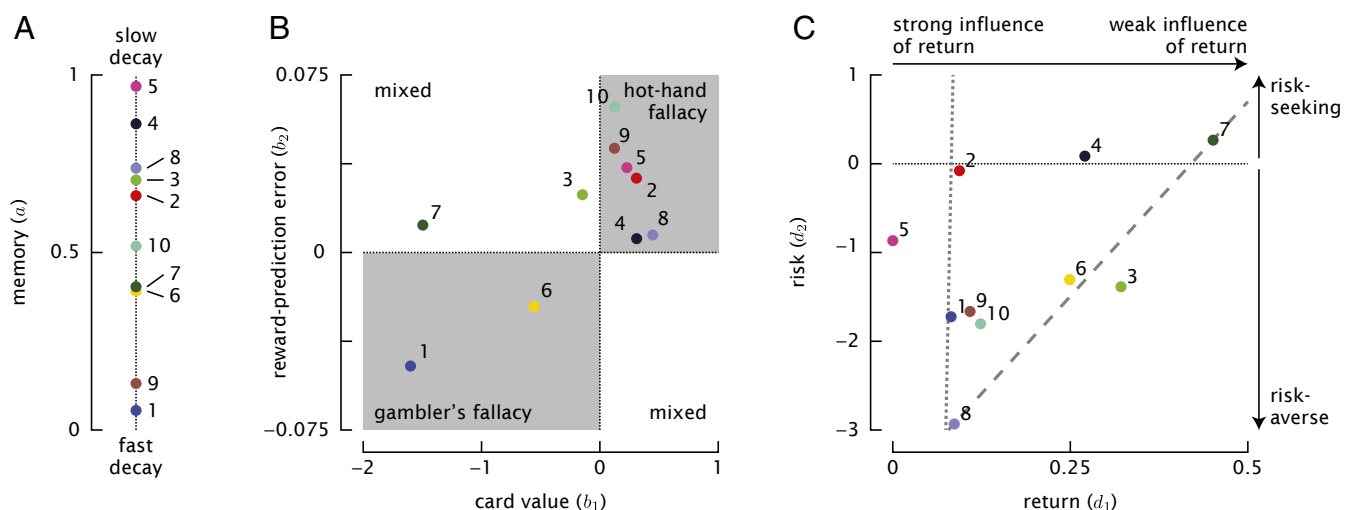 A
slow
decay
1
5
4
8
3
2
0.5
10
7
6
9
1
0
fast
decay
memory (a)
B
0.075
0
−0.075
reward-prediction error (b2)
mixed
hot-hand
fallacy
10
9
5
2
3
4
8
7
6
1
gambler's fallacy
mixed
−2
−1
0
1
card value (b1)
C
strong influence
of return
weak influence
of return
1
0
−1
−2
−3
risk (d2)
risk-
seeking
7
4
2
5
6
3
1
9
10
8
risk-
averse
0
0.25
0.5
return (d1)